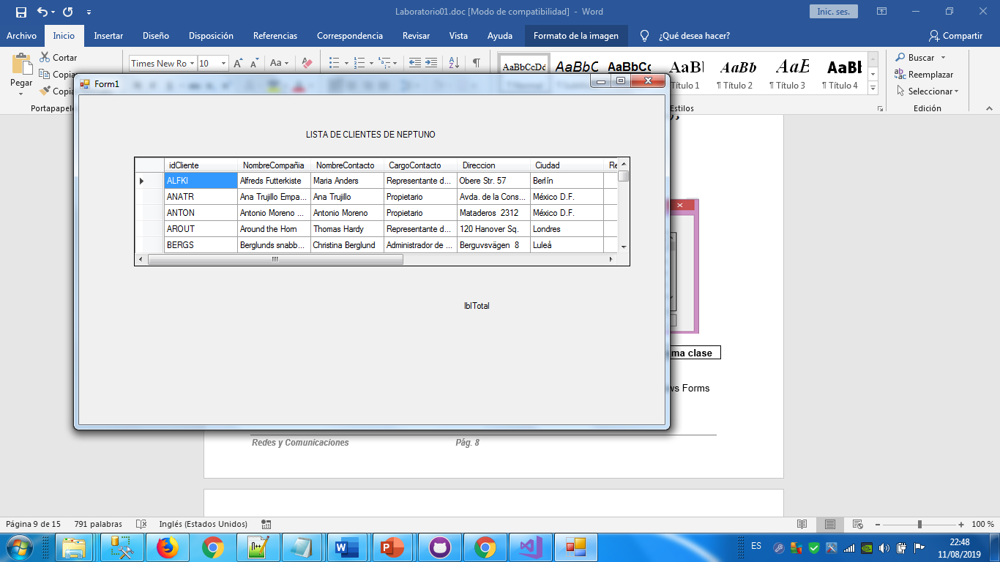 Laboratorio01.doc [Modo de compatibilidad] - Word
Inic. ses.
Archivo Inicio Insertar Diseño Disposición Referencias Correspondencia Revisar Vista Ayuda Formato de la imagen ¿Qué desea hacer? Compartir
Pegar
Cortar
Copia
Copia
Portapapele
Times New Ro 10 Aa
AaBbCcDd AaBbC AaBbCc AaBl AaBb AaE AaBb
Título 1 ¶ Título 2 ¶ Título 3 ¶ Título 4
Estilos
Buscar
Reemplazar
Seleccionar
Edición
Form1
LISTA DE CLIENTES DE NEPTUNO
idCliente NombreCompañia NombreContacto CargoContacto Direccion Ciudad Re
ALFKI Alfreds Futterkiste Maria Anders Representante d... Obere Str. 57 Berlín
ANATR Ana Trujillo Empa... Ana Trujillo Propietario Avda. de la Cons... México D.F.
ANTON Antonio Moreno ... Antonio Moreno Propietario Mataderos 2312 México D.F.
AROUT Around the Horn Thomas Hardy Representante d... 120 Hanover Sq. Londres
BERGS Berglunds snabb... Christina Berglund Administrador de ... Berguvsvägen 8 Luleå
lblTotal
ma clase
ws Forms
Redes y Comunicaciones Pág. 8
Página 9 de 15 791 palabras Inglés (Estados Unidos) 100 %
ES
22:48
11/08/2019